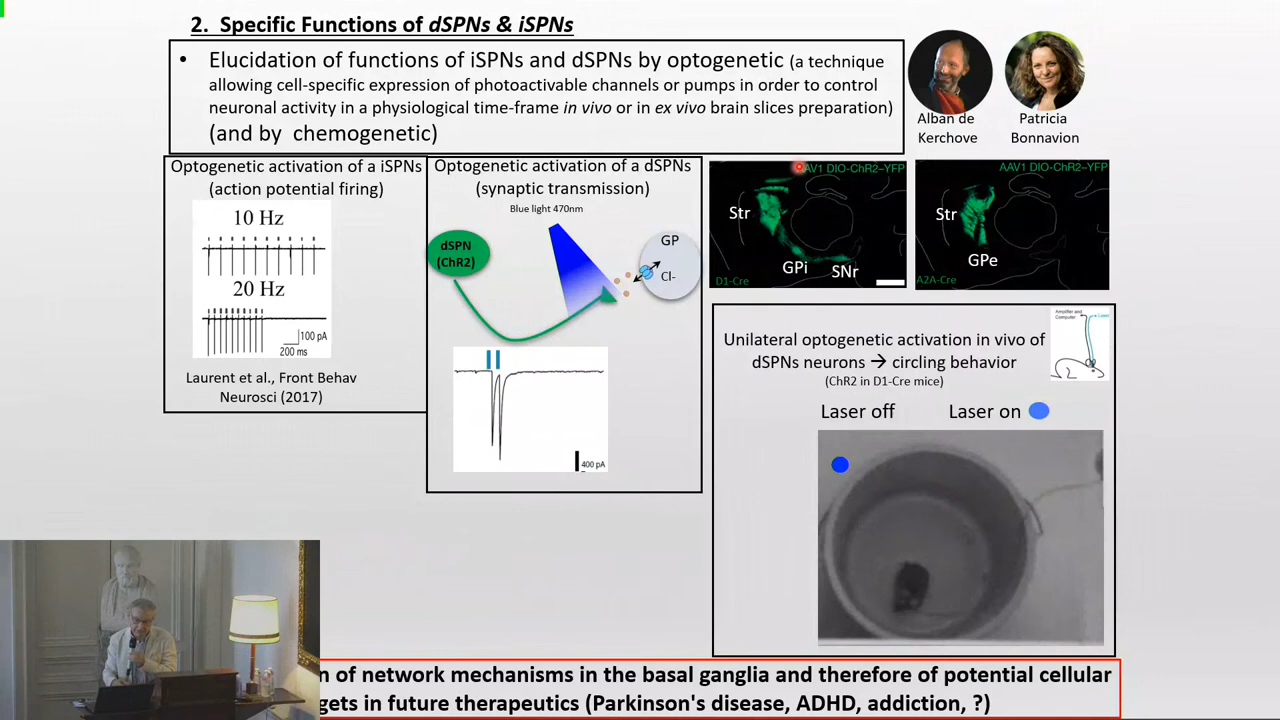 2. Specific Functions of dSPNs & iSPNs
• Elucidation of functions of iSPNs and dSPNs by optogenetic (a technique
allowing cell-specific expression of photoactivable channels or pumps in order to control
neuronal activity in a physiological time-frame in vivo or in ex vivo brain slices preparation)
(and by chemogenetic)
Alban de
Kerchove
Patricia
Bonnavion
Optogenetic activation of a iSPNs
(action potential firing)
10 Hz
20 Hz
100 pA
200 ms
Laurent et al., Front Behav
Neurosci (2017)
Optogenetic activation of a dSPNs
(synaptic transmission)
Blue light 470nm
dSPN
(ChR2)
GP
Cl-
400 pA
AAV1 DIO-ChR2–YFP
Str
GPi
SNr
D1-Cre
AAV1 DIO-ChR2–YFP
Str
GPe
A2A-Cre
Unilateral optogenetic activation in vivo of
dSPNs neurons → circling behavior
(ChR2 in D1-Cre mice)
Amplifier and
Computer
Laser off Laser on
of network mechanisms in the basal ganglia and therefore of potential cellular
in future therapeutics (Parkinson's disease, ADHD, addiction, ?)